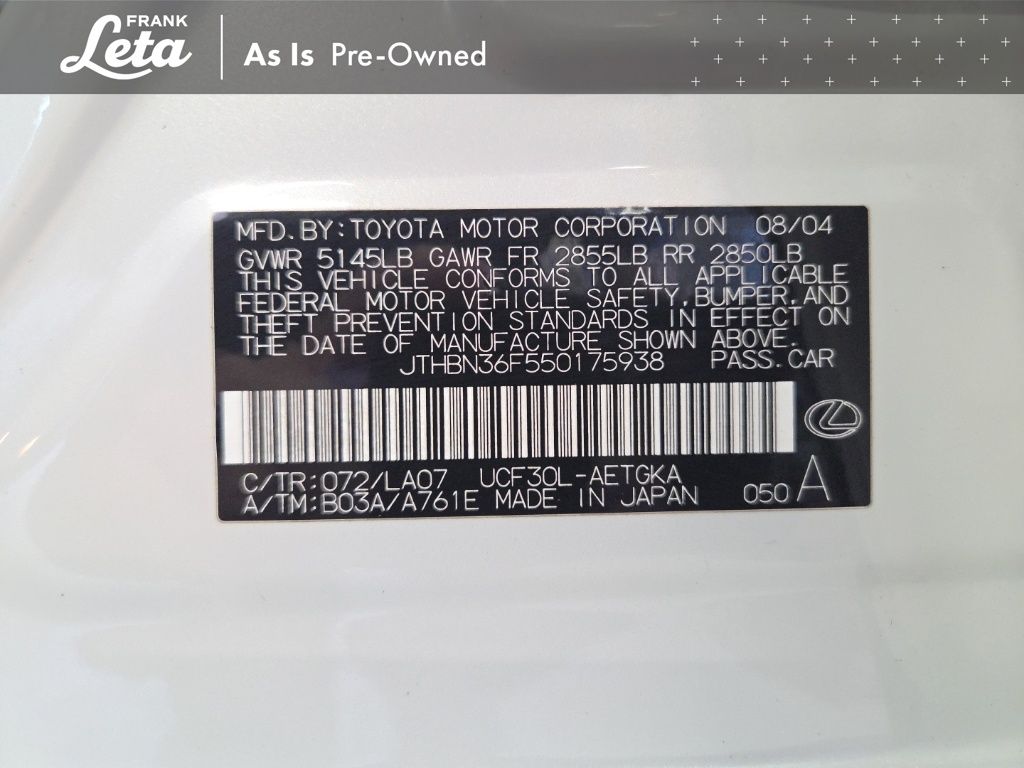 FRANK
Leta
As Is Pre-Owned
MFD. BY: TOYOTA MOTOR CORPORATION 08/04
GVWR 5145LB GAWR FR 2855LB RR 2850LB
THIS VEHICLE CONFORMS TO ALL APPLICABLE
FEDERAL MOTOR VEHICLE SAFETY, BUMPER, AND
THEFT PREVENTION STANDARDS IN EFFECT ON
THE DATE OF MANUFACTURE SHOWN ABOVE.
JTHBN36F550175938 PASS. CAR
C/TR: 072/LA07 UCF30L-AETGKA
A/TM: B03A/A761E MADE IN JAPAN 050 A